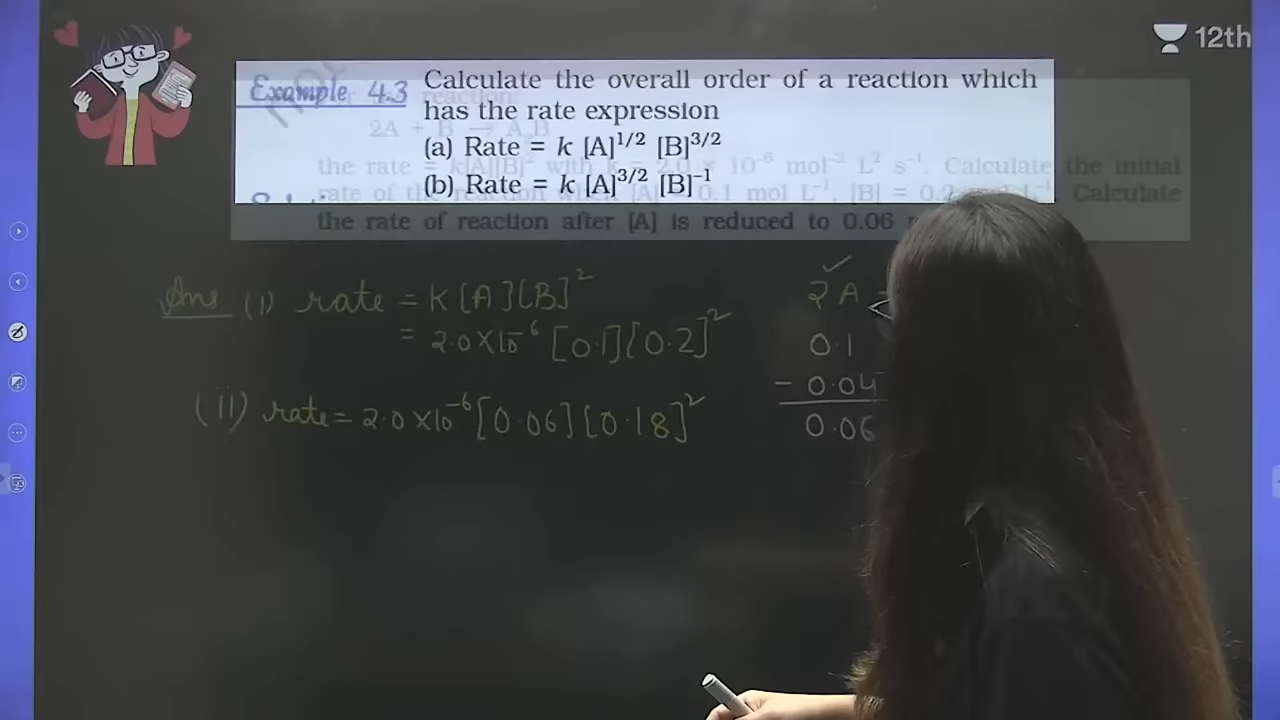 12th
Example 4.3 Calculate the overall order of a reaction which
has the rate expression
(a) Rate = k [A]^1/2 [B]^3/2
(b) Rate = k [A]^3/2 [B]^-1
reaction
2A + B → A₂B
the rate = k[A][B]² with k = 2.0 × 10⁻⁶ mol⁻² L² s⁻¹. Calculate the initial
rate of the reaction when [A] = 0.1 mol L⁻¹, [B] = 0.2 L⁻¹. Calculate
the rate of reaction after [A] is reduced to 0.06
Ans (i) rate = K[A][B]²
= 2.0×10⁻⁶ [0.1][0.2]²
(ii) rate = 2.0×10⁻⁶[0.06][0.18]²
2A
0.1
- 0.04
0.06